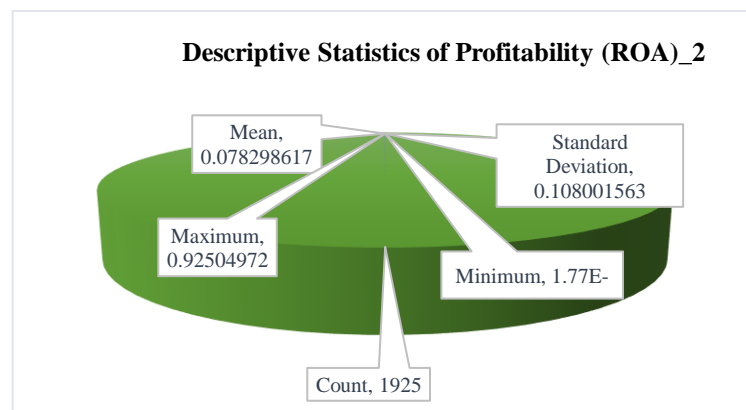 Descriptive Statistics of Profitability (ROA)_2
Mean,
0.078298617
Standard
Deviation,
0.108001563
Maximum,
0.92504972
Minimum, 1.77E-
Count, 1925